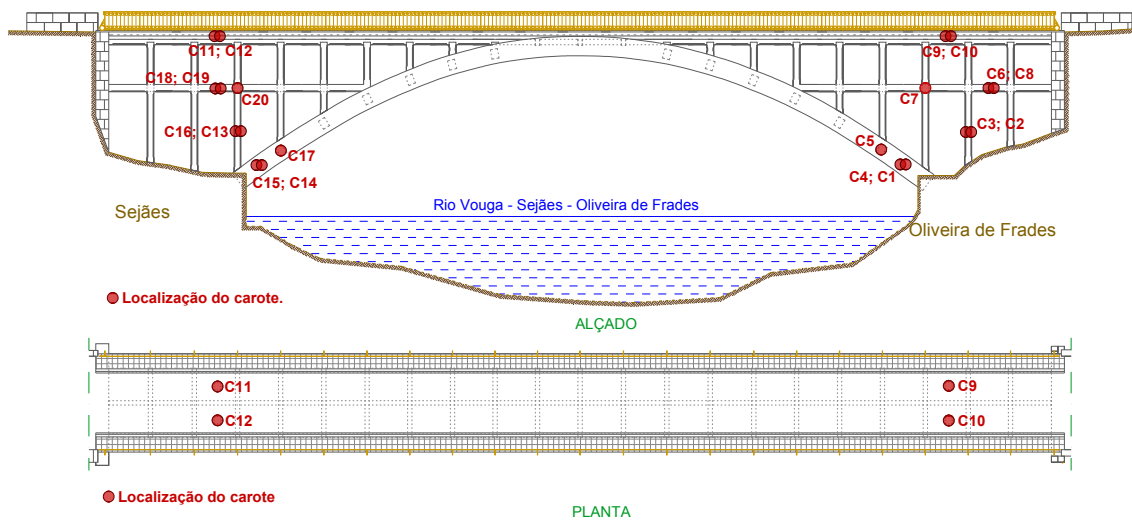 C11; C12
C9; C10
C18; C19
C6; C8
C20
C7
C16; C13
C3; C2
C17
C5
C15; C14
C4; C1
Sejães
Rio Vouga - Sejães - Oliveira de Frades
Oliveira de Frades
Localização do carote.
ALÇADO
C11
C9
C12
C10
Localização do carote
PLANTA